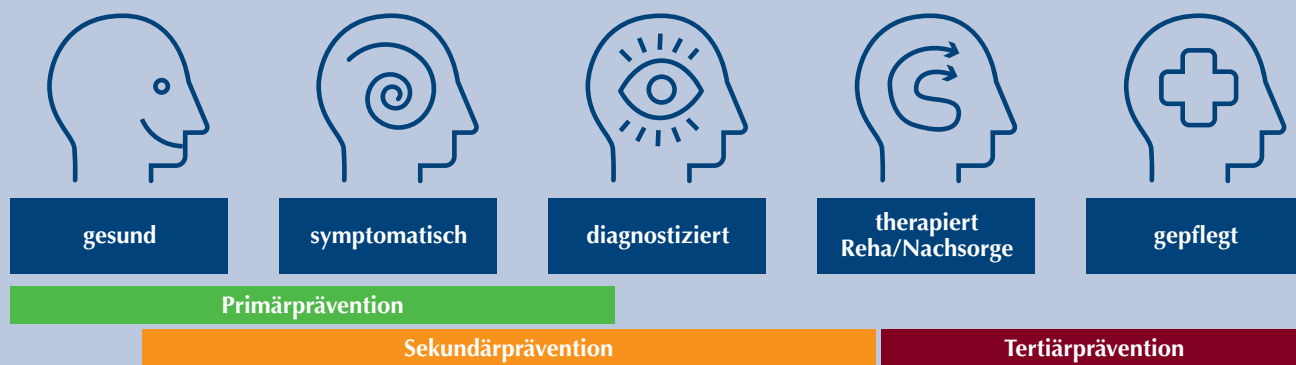 gesund
symptomatisch
diagnostiziert
therapiert
Reha/Nachsorge
gepflegt
Primärprävention
Sekundärprävention
Tertiärprävention